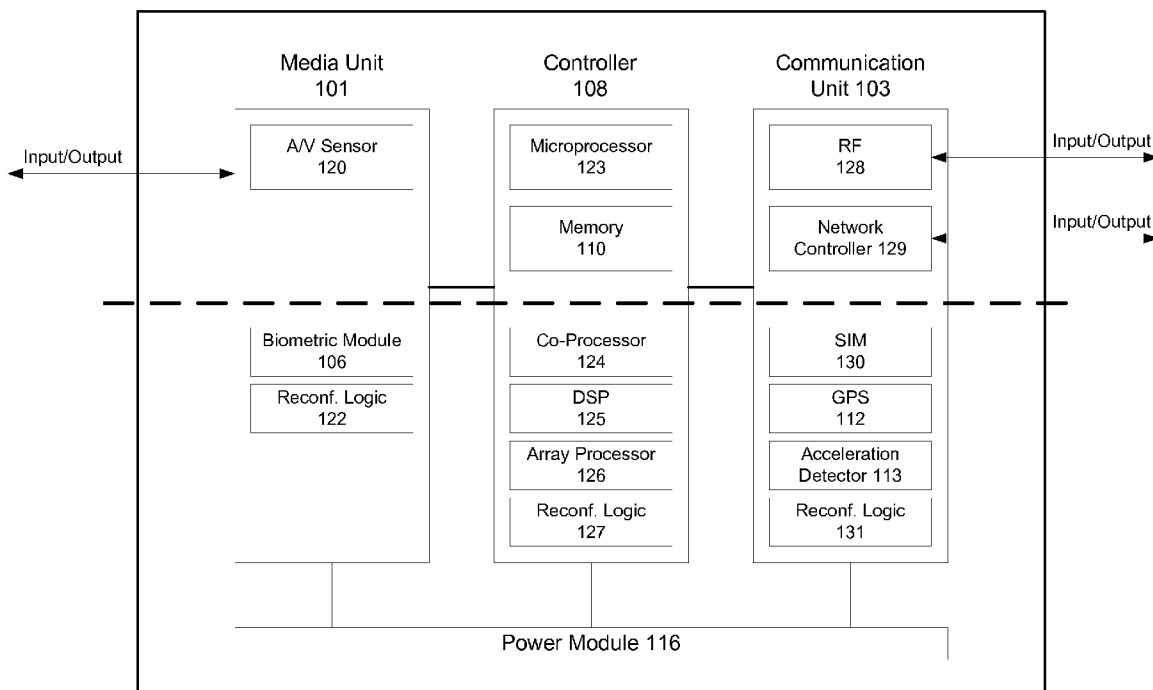 Media Unit
101
Controller
108
Communication
Unit 103
Input/Output
A/V Sensor
120
Microprocessor
123
RF
128
Input/Output
Memory
110
Network
Controller 129
Input/Output
Biometric Module
106
Co-Processor
124
SIM
130
Reconf. Logic
122
DSP
125
GPS
112
Array Processor
126
Acceleration
Detector 113
Reconf. Logic
127
Reconf. Logic
131
Power Module 116